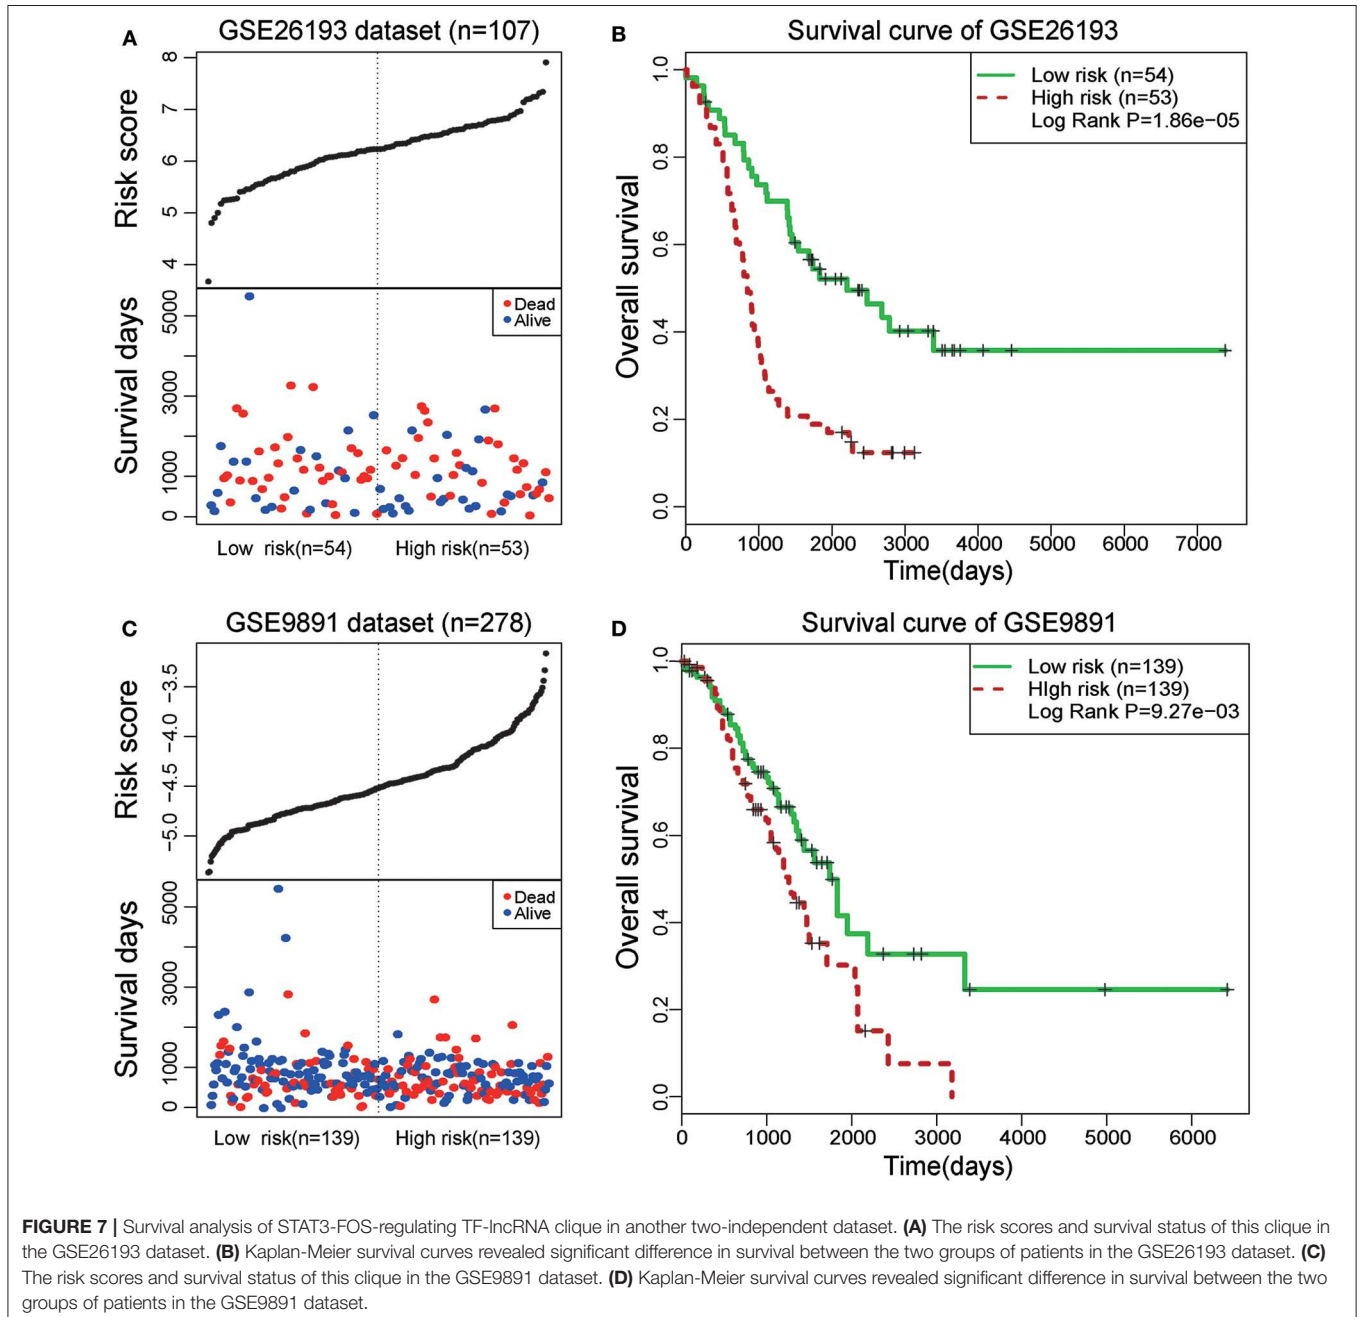 A
GSE26193 dataset (n=107)
Risk score
8
7
6
5
4
Survival days
5000
3000
1000
0
Dead
Alive
Low risk(n=54)
High risk(n=53)
B
Survival curve of GSE26193
Low risk (n=54)
High risk (n=53)
Log Rank P=1.86e−05
Overall survival
1.0
0.8
0.6
0.4
0.2
0.0
0 1000 2000 3000 4000 5000 6000 7000
Time(days)
C
GSE9891 dataset (n=278)
Risk score
−3.5
−4.0
−4.5
−5.0
Survival days
5000
3000
1000
0
Dead
Alive
Low risk(n=139)
High risk(n=139)
D
Survival curve of GSE9891
Low risk (n=139)
HIgh risk (n=139)
Log Rank P=9.27e−03
Overall survival
1.0
0.8
0.6
0.4
0.2
0.0
0 1000 2000 3000 4000 5000 6000
Time(days)
FIGURE 7 | Survival analysis of STAT3-FOS-regulating TF-lncRNA clique in another two-independent dataset. (A) The risk scores and survival status of this clique in
the GSE26193 dataset. (B) Kaplan-Meier survival curves revealed significant difference in survival between the two groups of patients in the GSE26193 dataset. (C)
The risk scores and survival status of this clique in the GSE9891 dataset. (D) Kaplan-Meier survival curves revealed significant difference in survival between the two
groups of patients in the GSE9891 dataset.